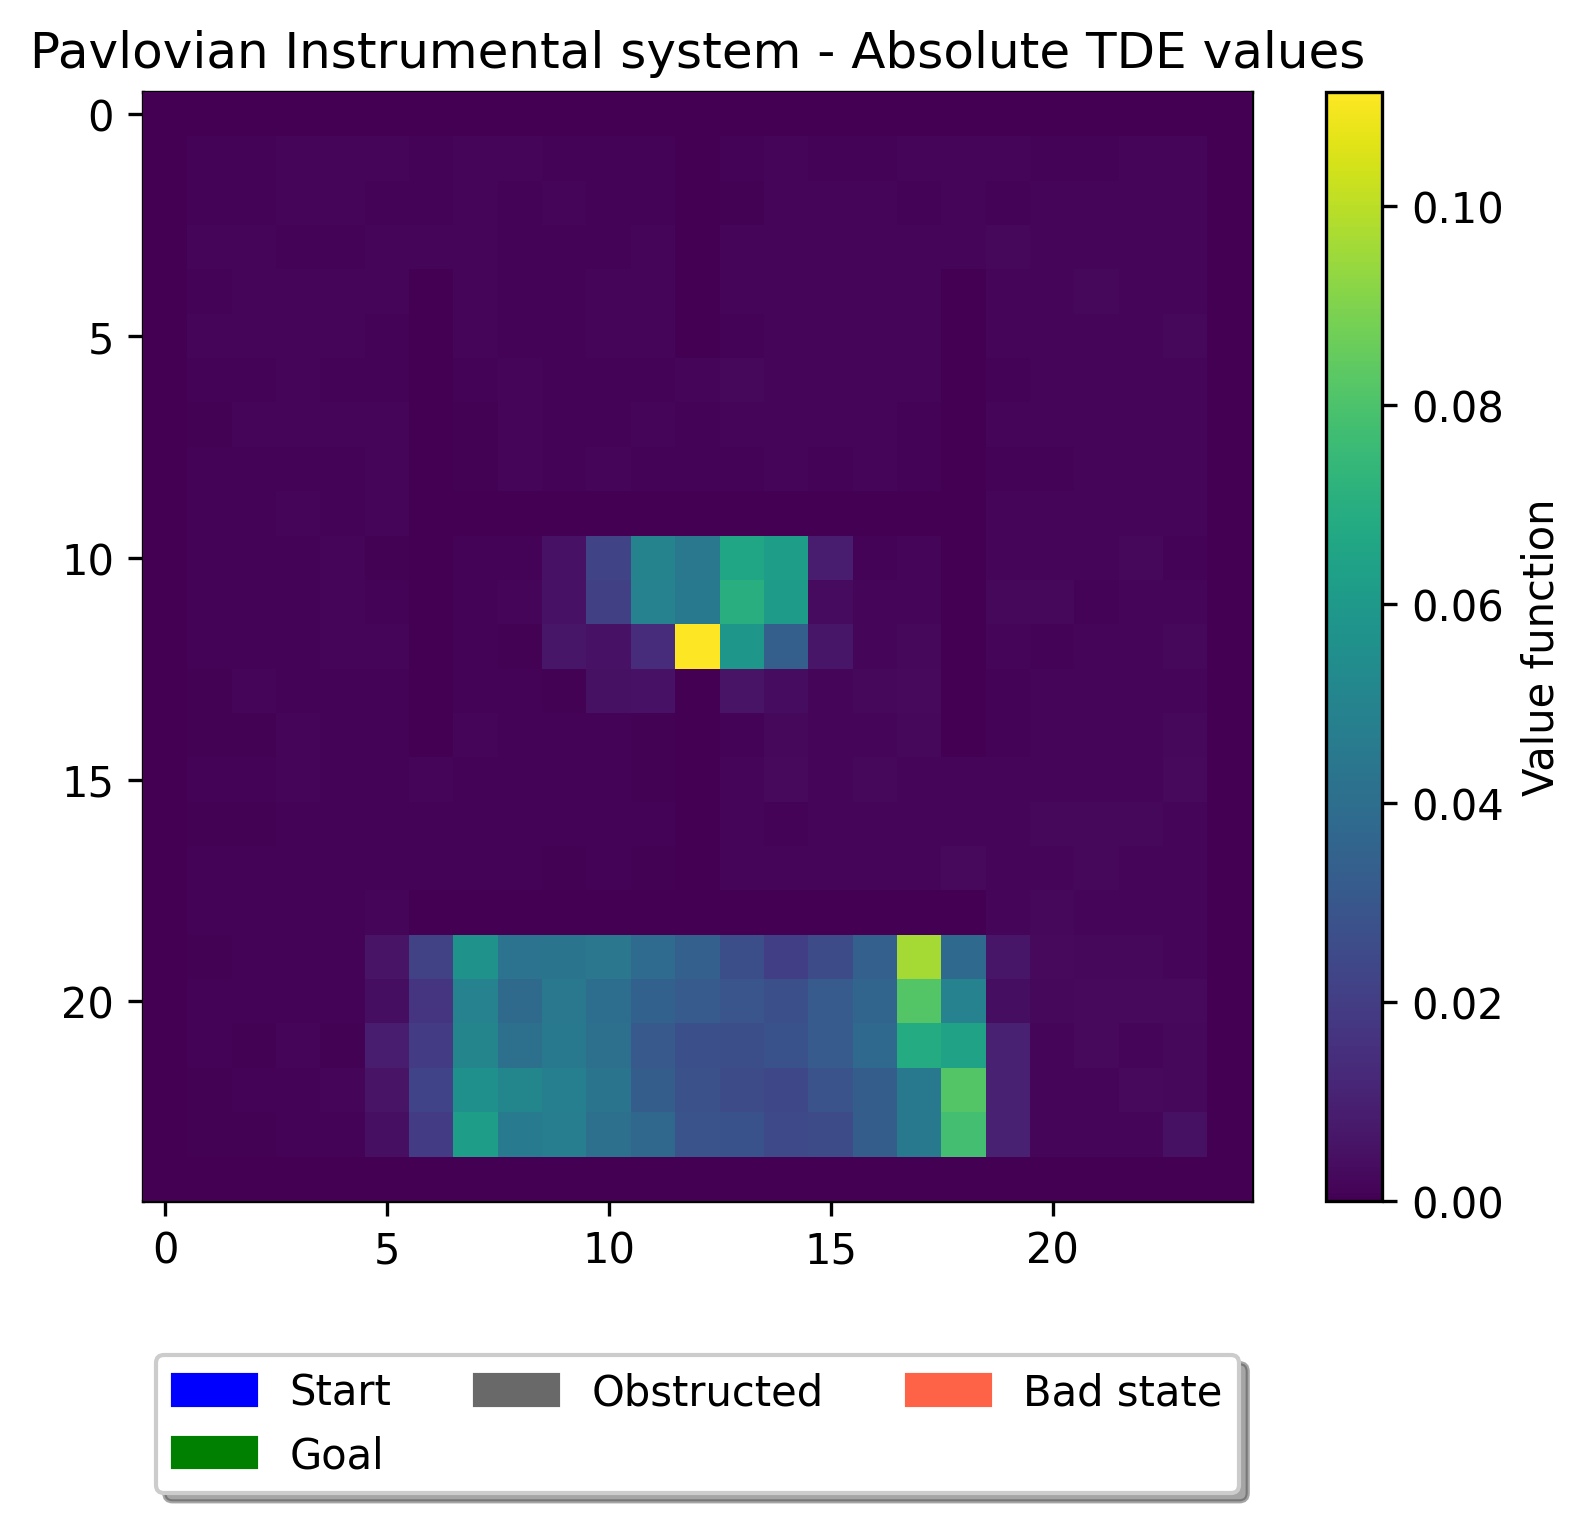 Pavlovian Instrumental system - Absolute TDE values
0
5
10
15
20
0 5 10 15 20
0.10
0.08
0.06
0.04
0.02
0.00
Value function
Start Obstructed Bad state
Goal